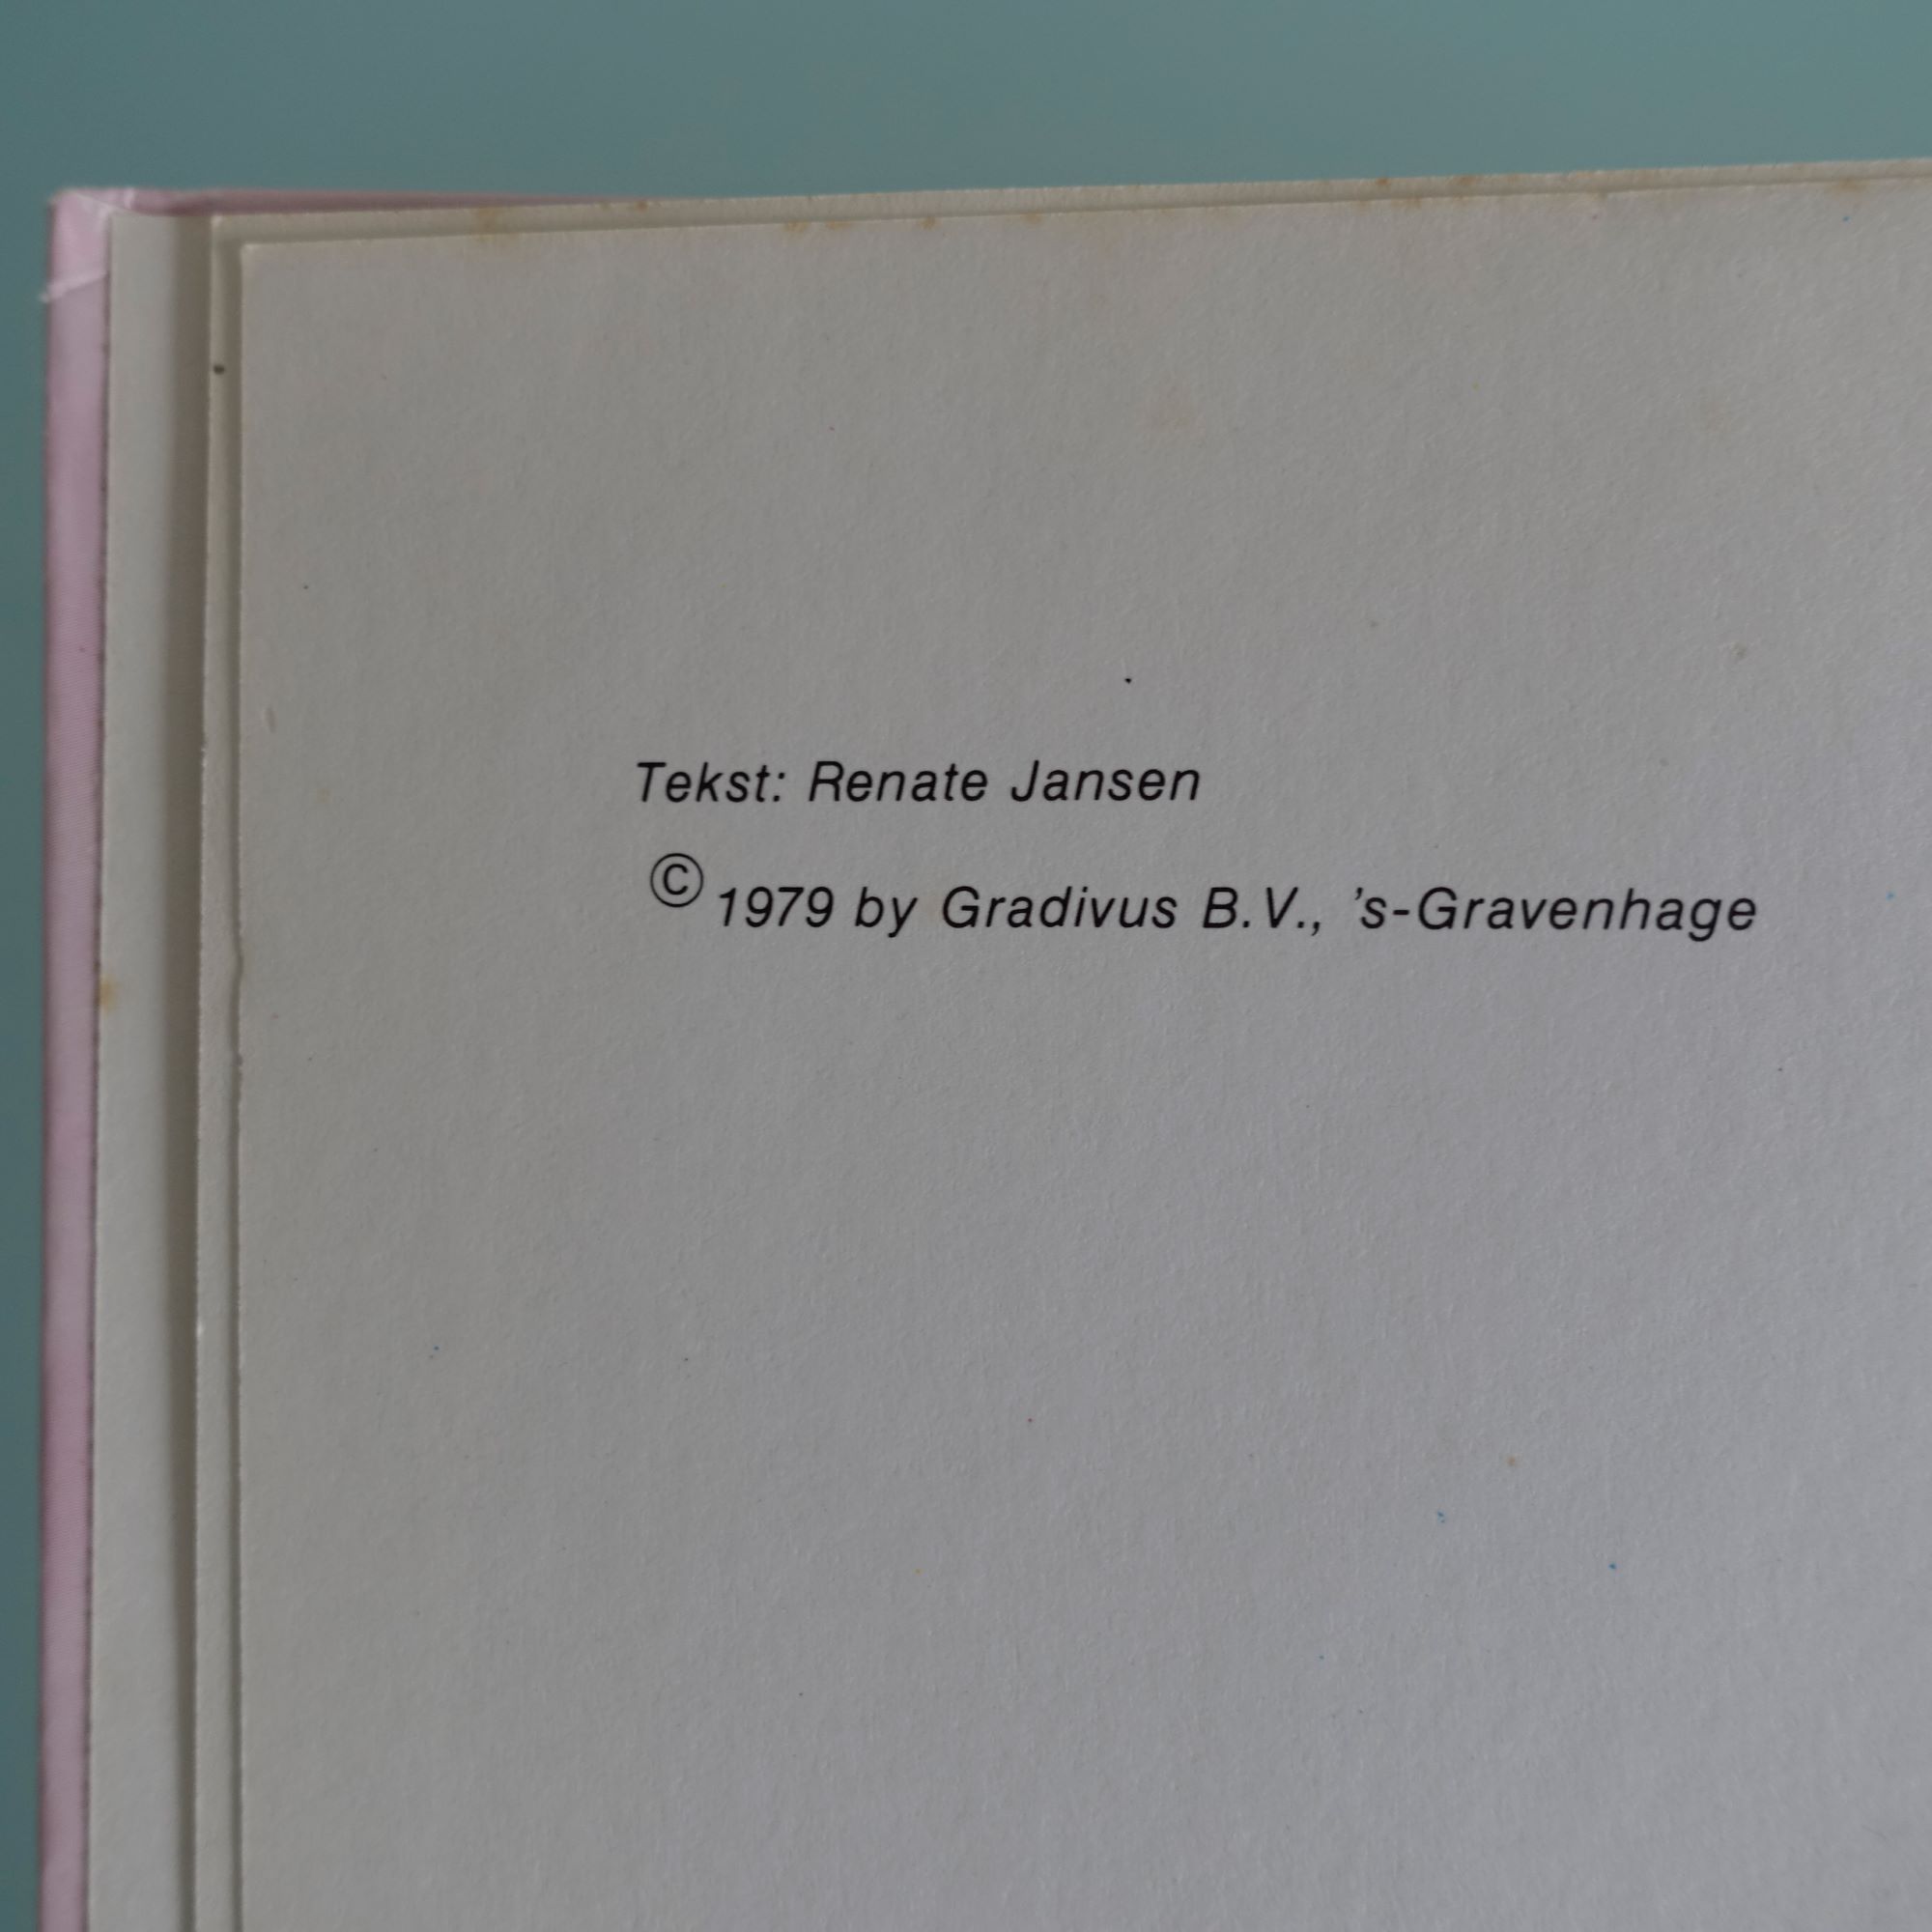 Tekst: Renate Jansen
© 1979 by Gradivus B.V., 's-Gravenhage